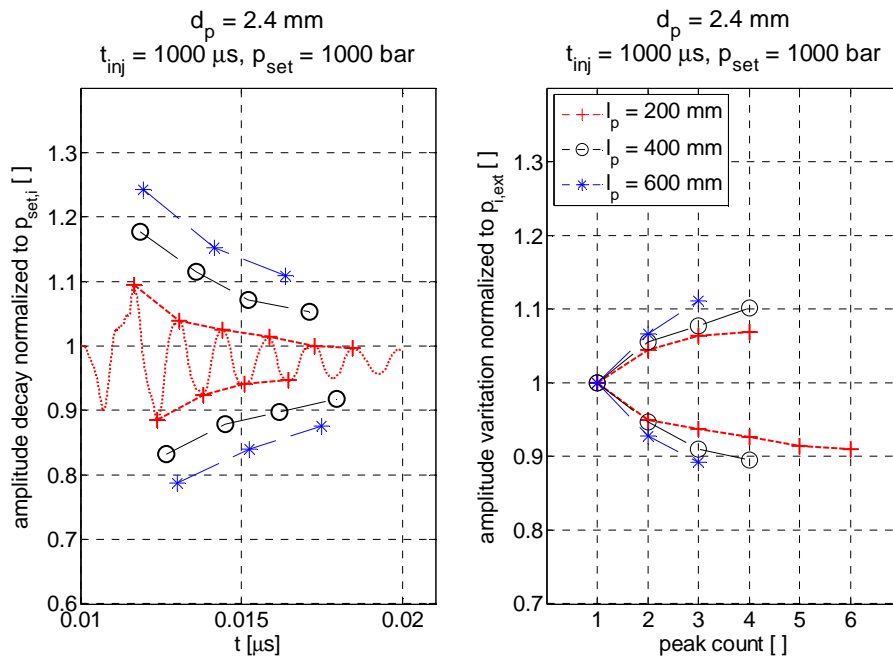 d_p = 2.4 mm
t_inj = 1000 μs, p_set = 1000 bar
amplitude decay normalized to p_set,i [ ]
1.3
1.2
1.1
1
0.9
0.8
0.7
0.6
0.01
0.015
0.02
t [μs]
d_p = 2.4 mm
t_inj = 1000 μs, p_set = 1000 bar
l_p = 200 mm
l_p = 400 mm
l_p = 600 mm
amplitude varitation normalized to p_i,ext [ ]
1.3
1.2
1.1
1
0.9
0.8
0.7
1
2
3
4
5
6
peak count [ ]